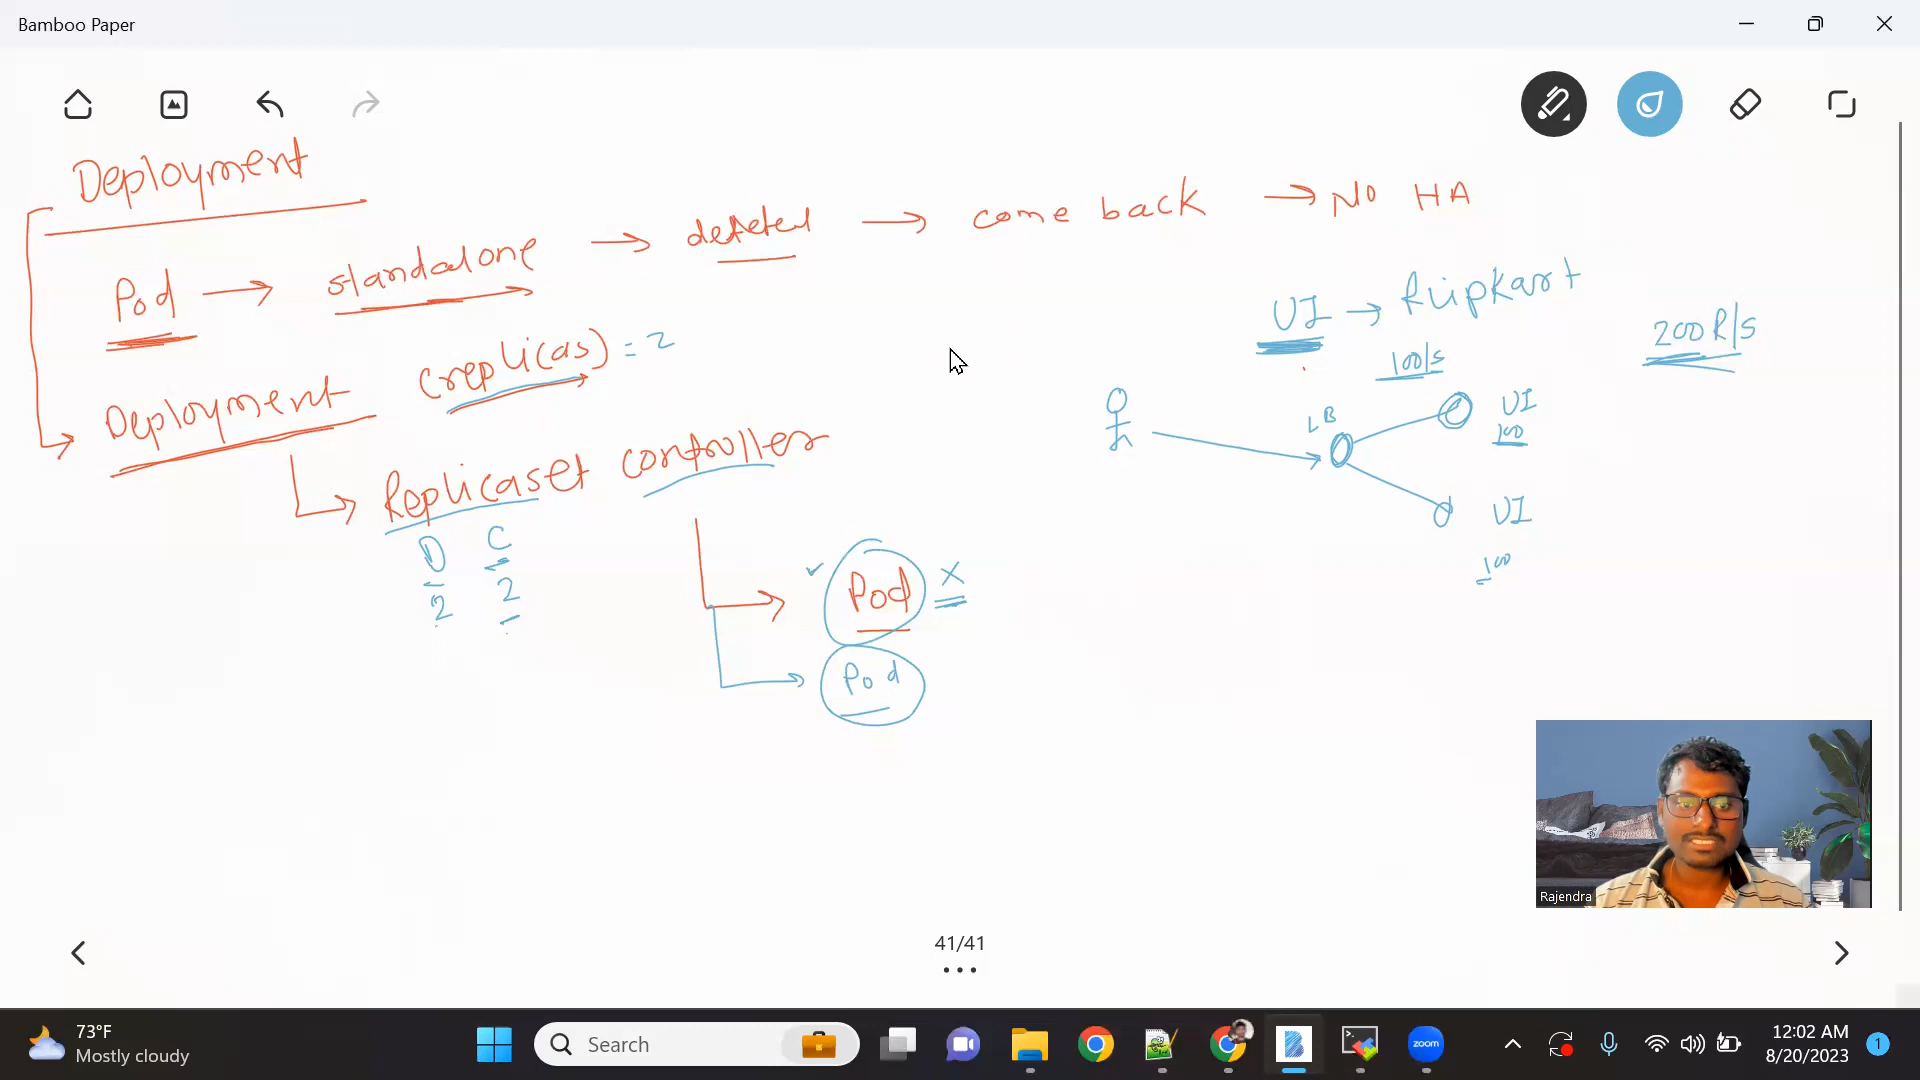 Bamboo Paper
Deployment
Pod → standalone → deleted → come back → No HA
UI → flipkart
200 R/s
100/s
Deployment (replicas) = 2
LB
UI
100
UI
100
Replicaset controller
D C
2 2
Pod X
Pod
Rajendra
41/41
73°F
Mostly cloudy
Search
zoom
12:02 AM
8/20/2023
1